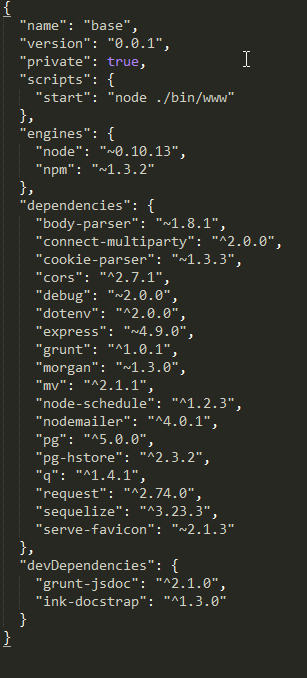 {
"name": "base",
"version": "0.0.1",
"private": true,
"scripts": {
"start": "node ./bin/www"
},
"engines": {
"node": "~0.10.13",
"npm": "~1.3.2"
},
"dependencies": {
"body-parser": "~1.8.1",
"connect-multiparty": "^2.0.0",
"cookie-parser": "~1.3.3",
"cors": "^2.7.1",
"debug": "~2.0.0",
"dotenv": "^2.0.0",
"express": "~4.9.0",
"grunt": "^1.0.1",
"morgan": "~1.3.0",
"mv": "^2.1.1",
"node-schedule": "^1.2.3",
"nodemailer": "^4.0.1",
"pg": "^5.0.0",
"pg-hstore": "^2.3.2",
"q": "^1.4.1",
"request": "^2.74.0",
"sequelize": "^3.23.3",
"serve-favicon": "~2.1.3"
},
"devDependencies": {
"grunt-jsdoc": "^2.1.0",
"ink-docstrap": "^1.3.0"
}
}